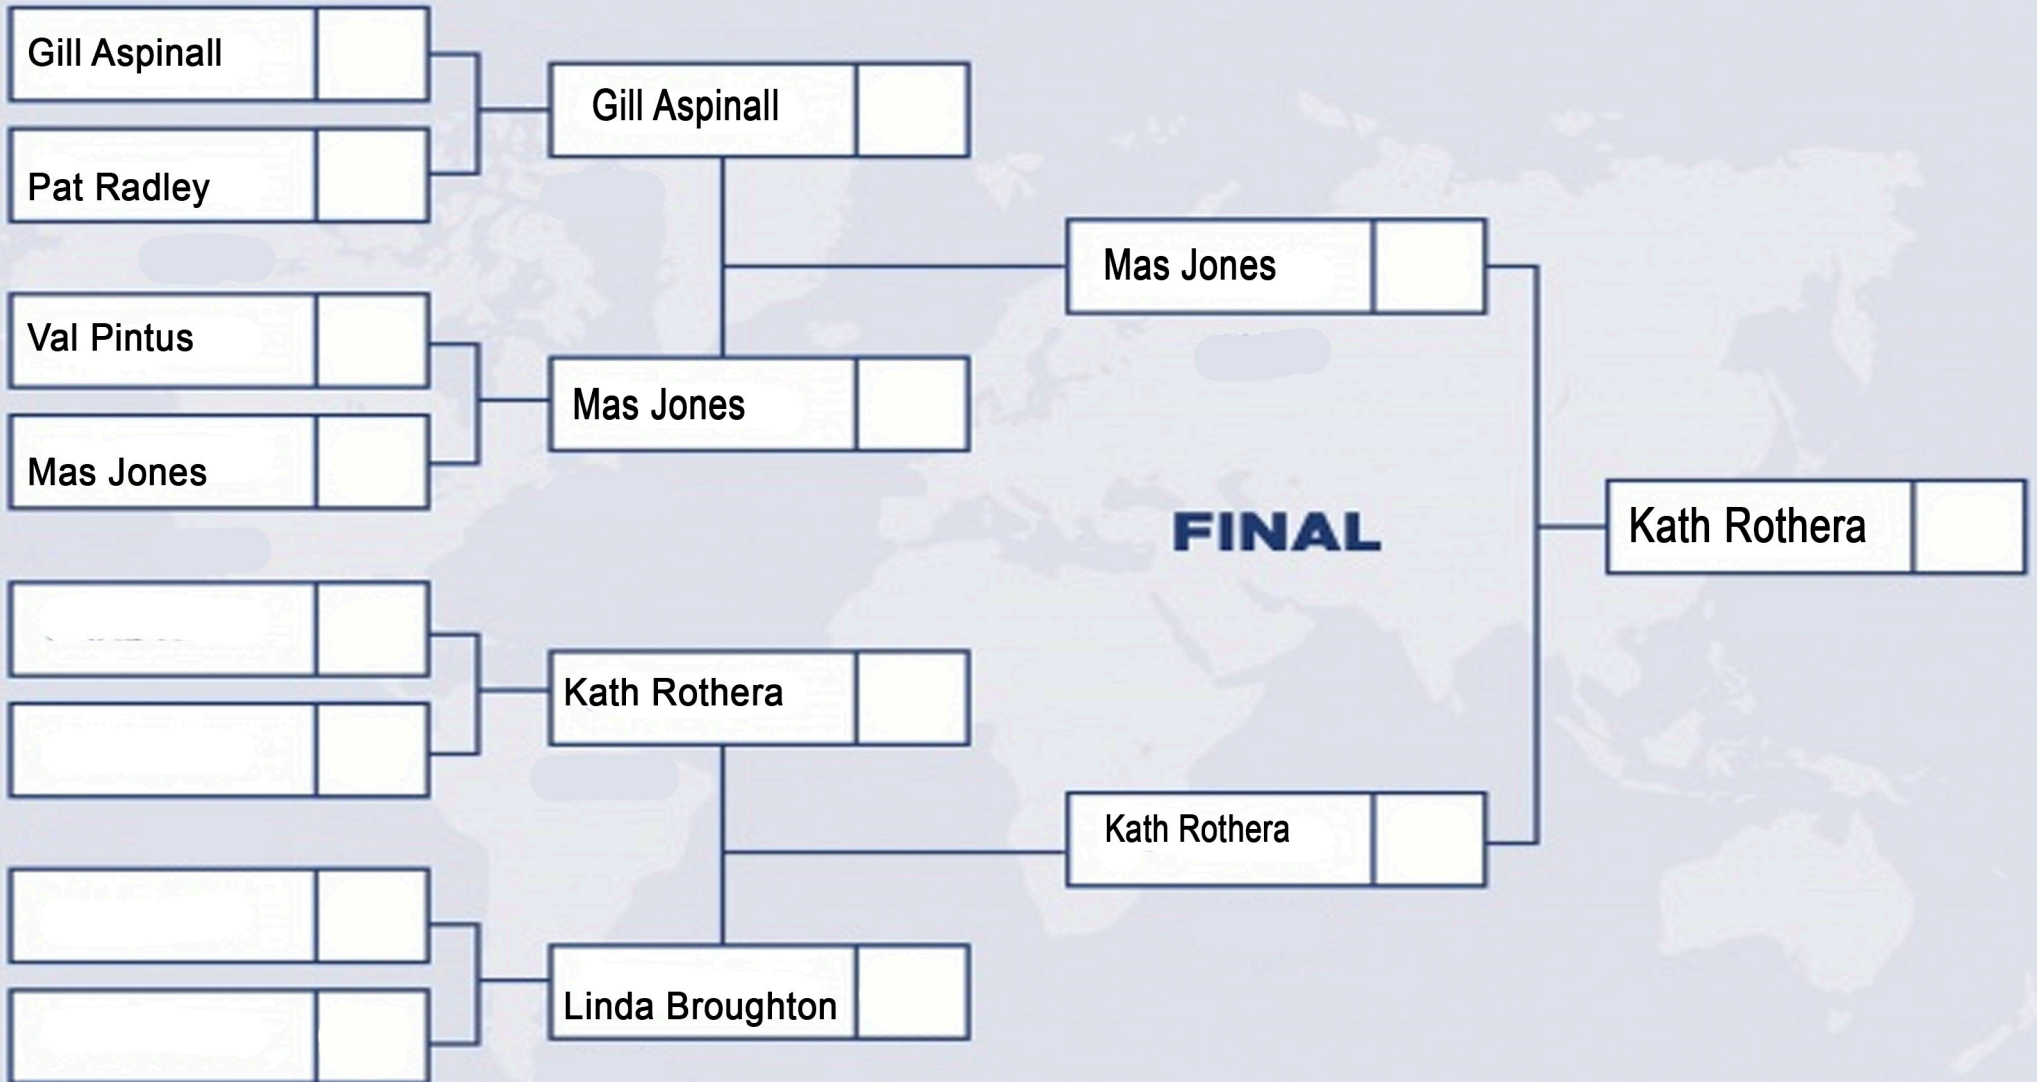 Gill Aspinall
Pat Radley
Val Pintus
Mas Jones
Gill Aspinall
Mas Jones
Kath Rothera
Linda Broughton
Mas Jones
FINAL
Kath Rothera
Kath Rothera